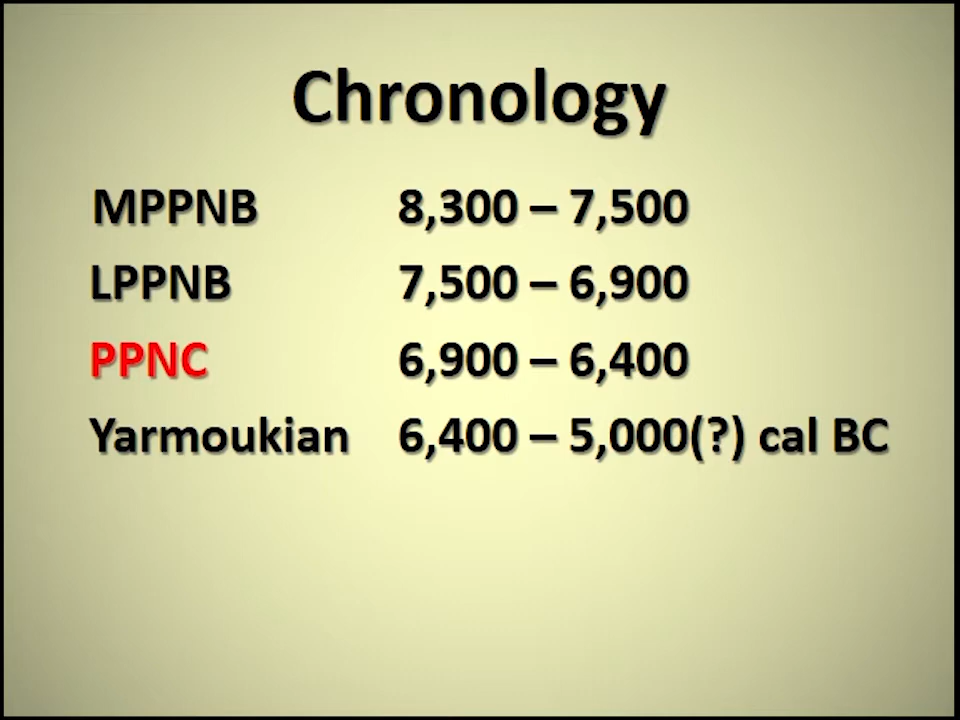 Chronology
MPPNB 8,300 – 7,500
LPPNB 7,500 – 6,900
PPNC 6,900 – 6,400
Yarmoukian 6,400 – 5,000(?) cal BC